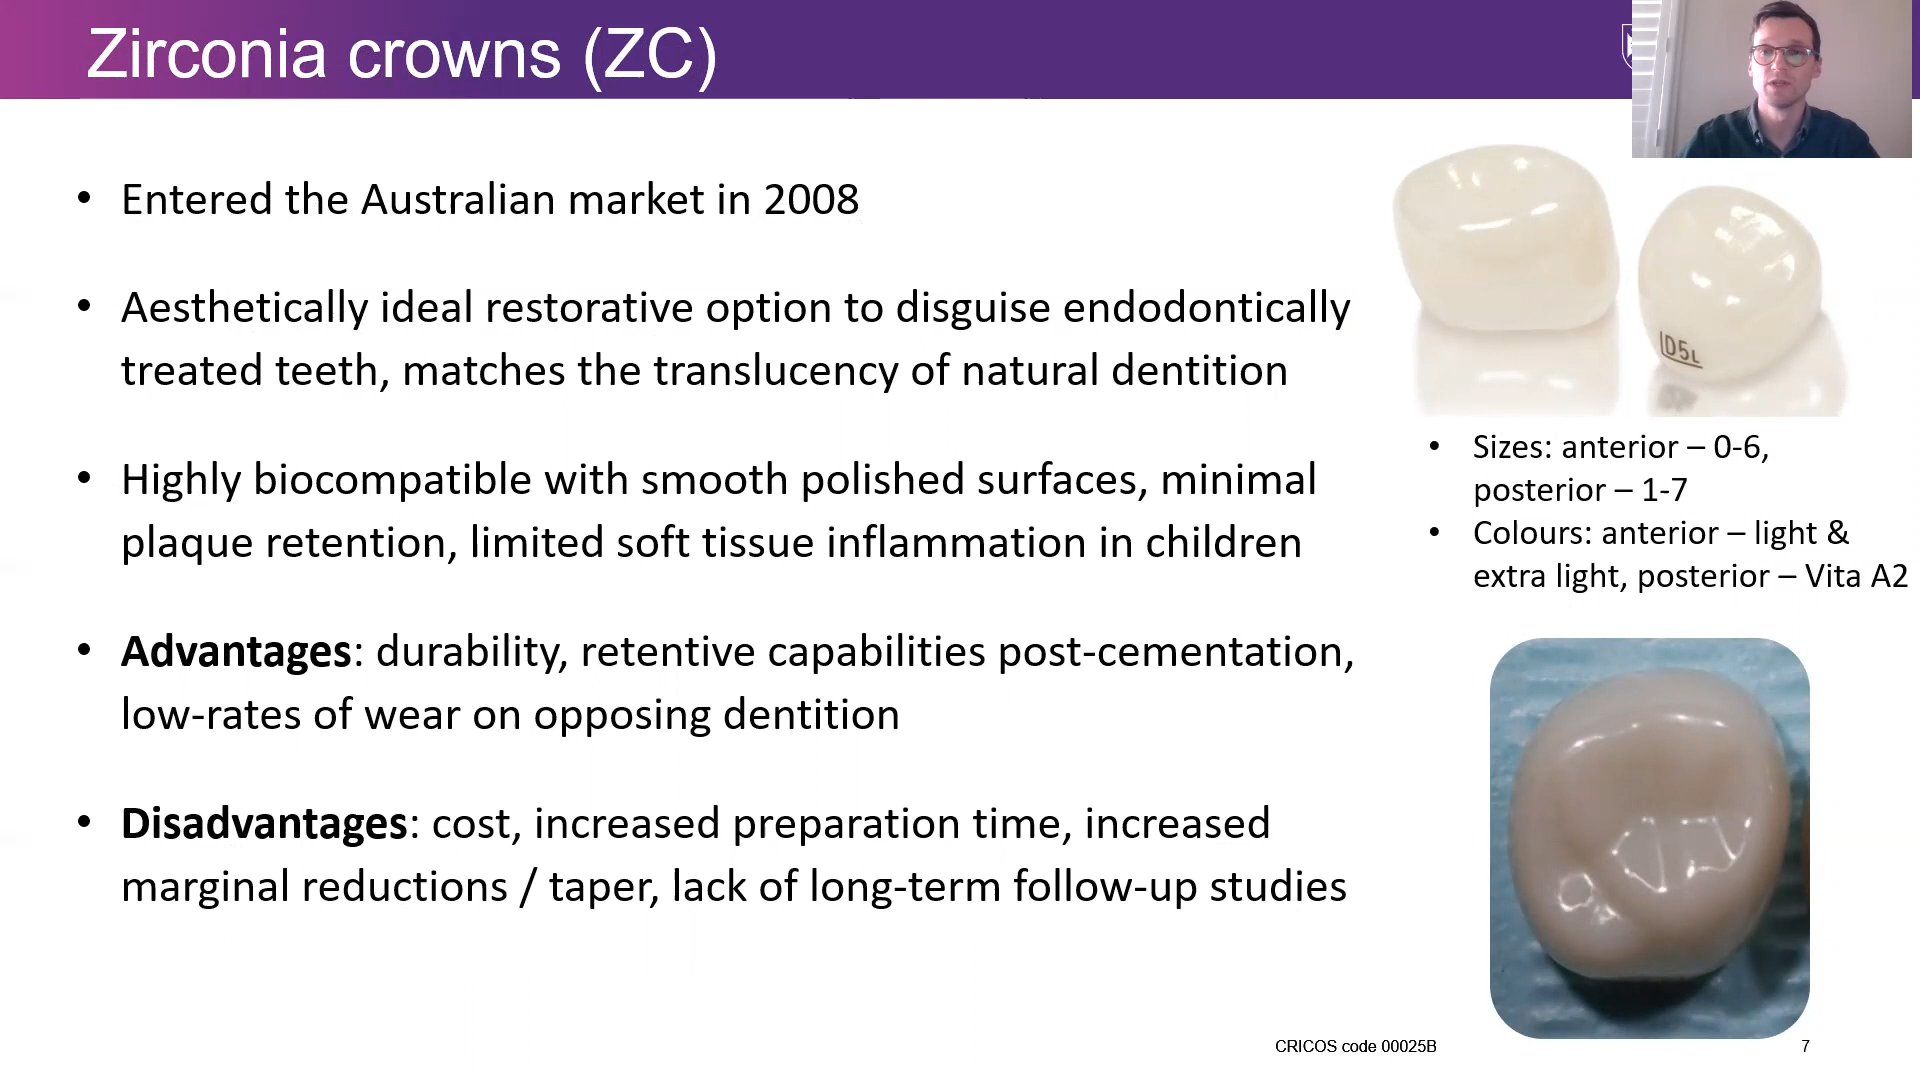 Zirconia crowns (ZC)
• Entered the Australian market in 2008
• Aesthetically ideal restorative option to disguise endodontically
treated teeth, matches the translucency of natural dentition
• Highly biocompatible with smooth polished surfaces, minimal
plaque retention, limited soft tissue inflammation in children
• Advantages: durability, retentive capabilities post-cementation,
low-rates of wear on opposing dentition
• Disadvantages: cost, increased preparation time, increased
marginal reductions / taper, lack of long-term follow-up studies
D5L
• Sizes: anterior – 0-6,
posterior – 1-7
• Colours: anterior – light &
extra light, posterior – Vita A2
CRICOS code 00025B
7